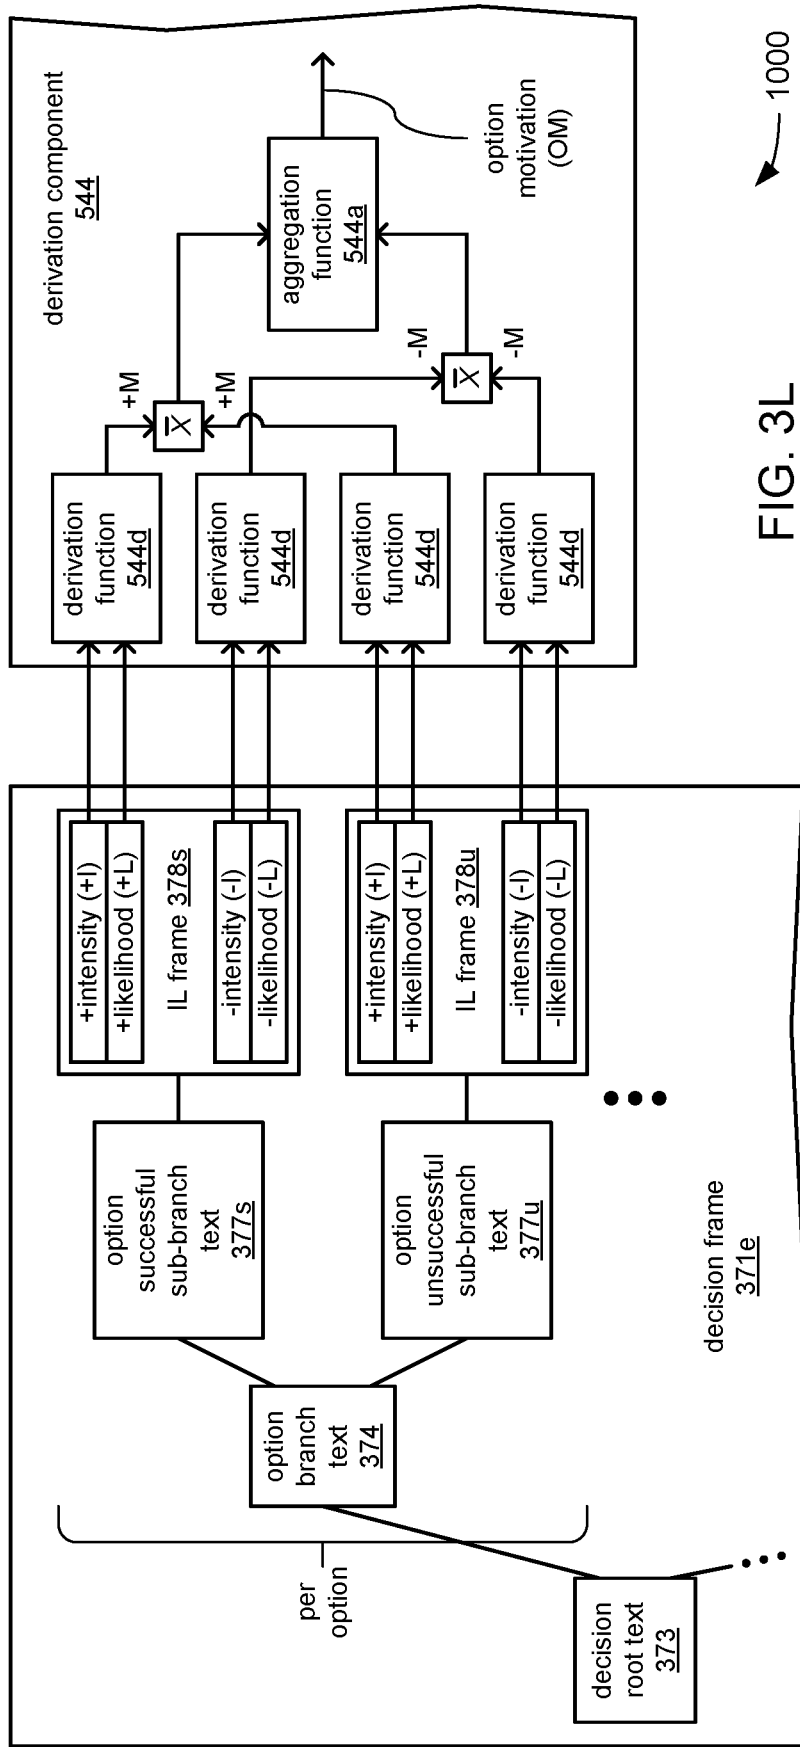 decision
root text
373
per
option
option
branch
text
374
option
successful
sub-branch
text
377s
option
unsuccessful
sub-branch
text
377u
+intensity (+I)
+likelihood (+L)
IL frame 378s
-intensity (-I)
-likelihood (-L)
+intensity (+I)
+likelihood (+L)
IL frame 378u
-intensity (-I)
-likelihood (-L)
decision frame
371e
derivation component
544
derivation
function
544d
derivation
function
544d
derivation
function
544d
derivation
function
544d
+M
X̅
+M
-M
X̅
-M
aggregation
function
544a
option
motivation
(OM)
FIG. 3L
1000